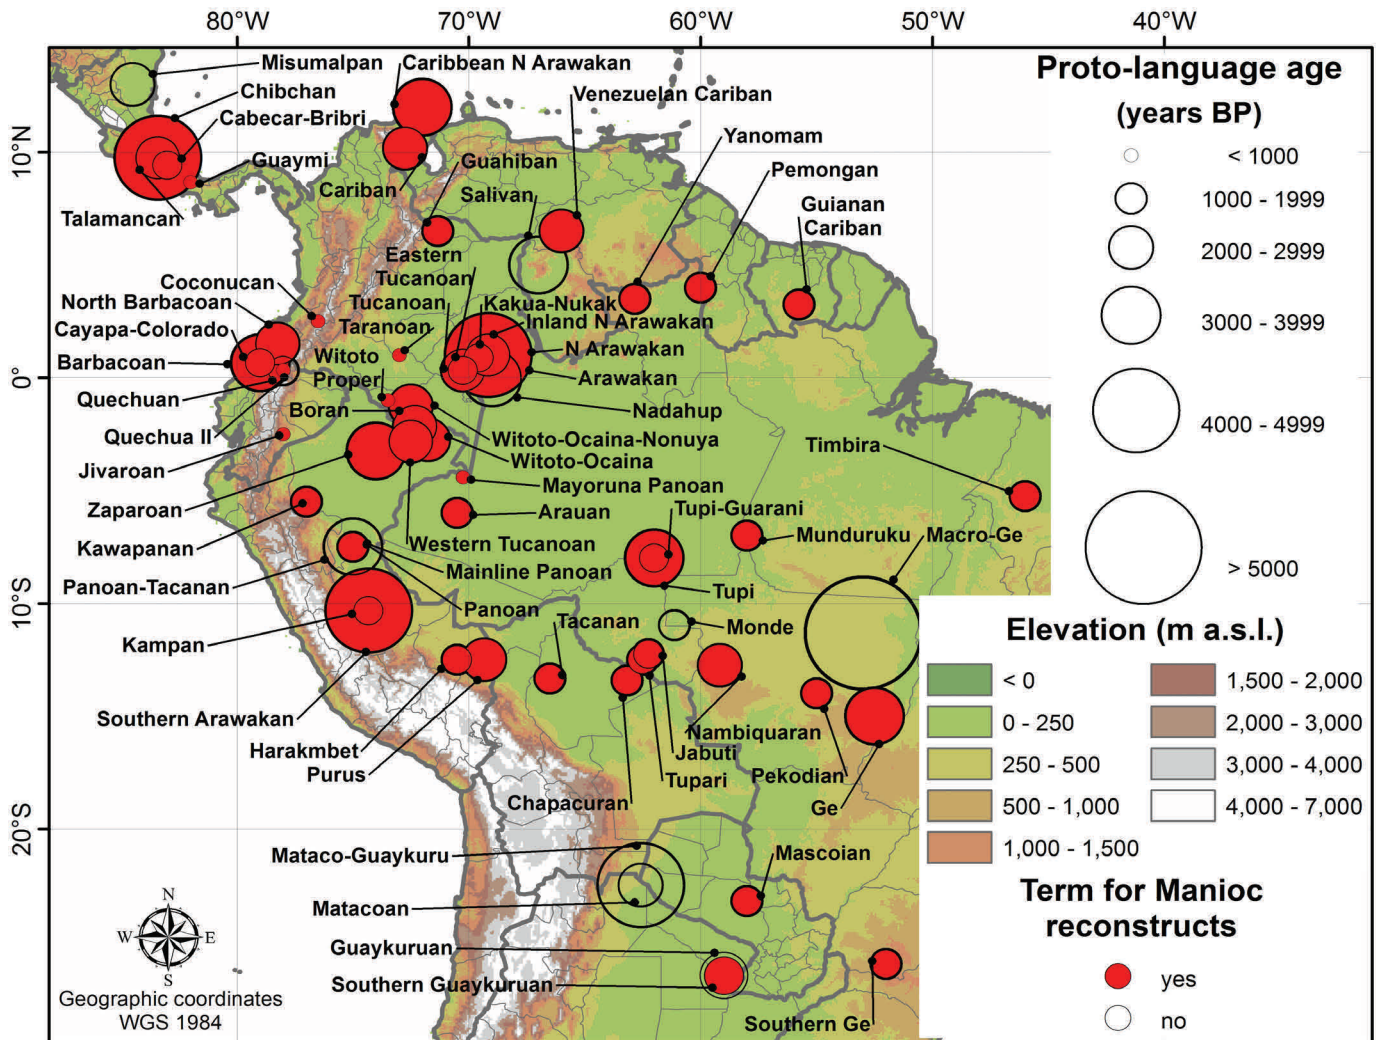 80°W
70°W
60°W
50°W
40°W
10°N
0°
10°S
20°S
Misumalpan
Chibchan
Cabecar-Bribri
Guaymi
Talamancan
Caribbean N Arawakan
Venezuelan Cariban
Yanomam
Pemongan
Guianan
Cariban
Guahiban
Cariban
Salivan
Eastern
Tucanoan
Tucanoan
Taranoan
Kakua-Nukak
Inland N Arawakan
N Arawakan
Arawakan
Nadahup
Coconucan
North Barbacoan
Cayapa-Colorado
Barbacoan
Quechuan
Quechua II
Jivaroan
Zaparoan
Kawapanan
Panoan-Tacanan
Kampan
Southern Arawakan
Harakmbet
Purus
Witoto
Proper
Boran
Witoto-Ocaina-Nonuya
Witoto-Ocaina
Mayoruna Panoan
Arauan
Western Tucanoan
Mainline Panoan
Panoan
Tacanan
Tupi-Guarani
Tupi
Monde
Munduruku
Macro-Ge
Timbira
Nambiquaran
Jabuti
Tupari
Chapacuran
Pekodian
Ge
Mataco-Guaykuru
Matacoan
Guaykuruan
Southern Guaykuruan
Mascoian
Southern Ge
N
W
E
S
Geographic coordinates
WGS 1984
Proto-language age
(years BP)
< 1000
1000 - 1999
2000 - 2999
3000 - 3999
4000 - 4999
> 5000
Elevation (m a.s.l.)
< 0
0 - 250
250 - 500
500 - 1,000
1,000 - 1,500
1,500 - 2,000
2,000 - 3,000
3,000 - 4,000
4,000 - 7,000
Term for Manioc
reconstructs
yes
no